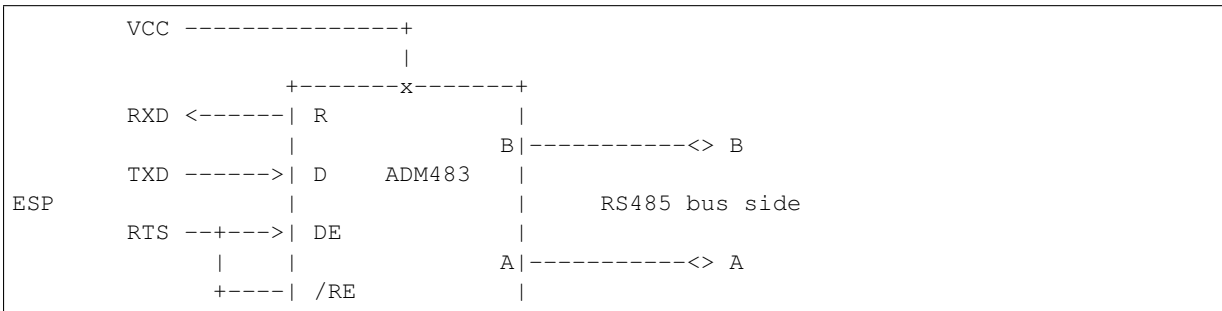 VCC ---------------+
|
+-------x-------+
RXD <------| R |
| B|-----------<> B
TXD ------>| D ADM483 |
ESP | | RS485 bus side
RTS --+--->| DE |
| | A|-----------<> A
+----| /RE |